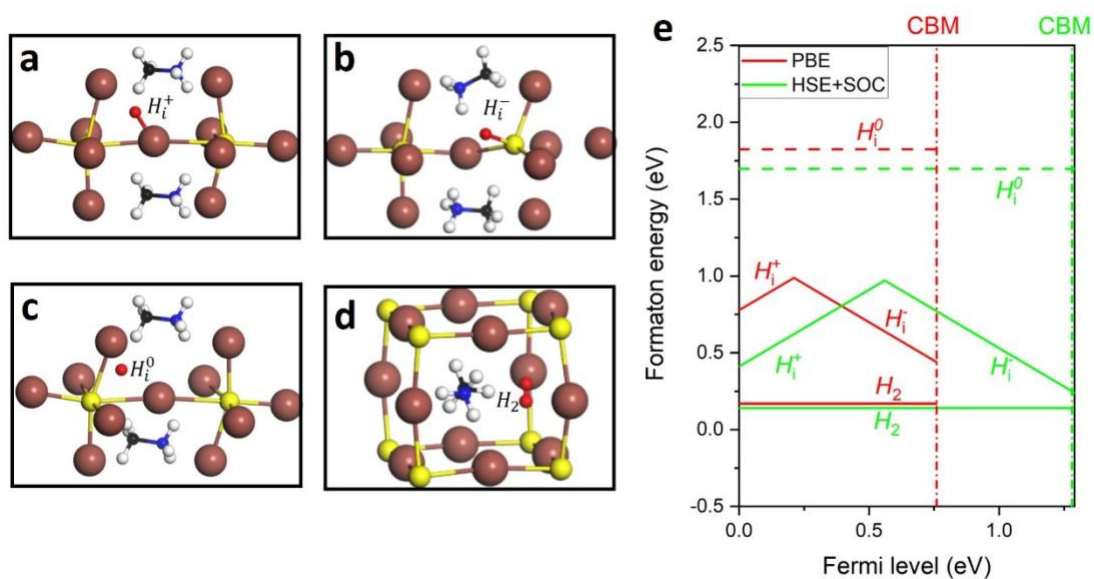 a
H_i^+
b
H_i^-
c
H_i^0
d
H_2
e
CBM CBM
PBE
HSE+SOC
H_i^0
H_i^0
H_i^+
H_i^-
H_i^+
H_i^-
H_2
H_2
2.5
2.0
1.5
1.0
0.5
0.0
-0.5
0.0 0.5 1.0
Formaton energy (eV)
Fermi level (eV)